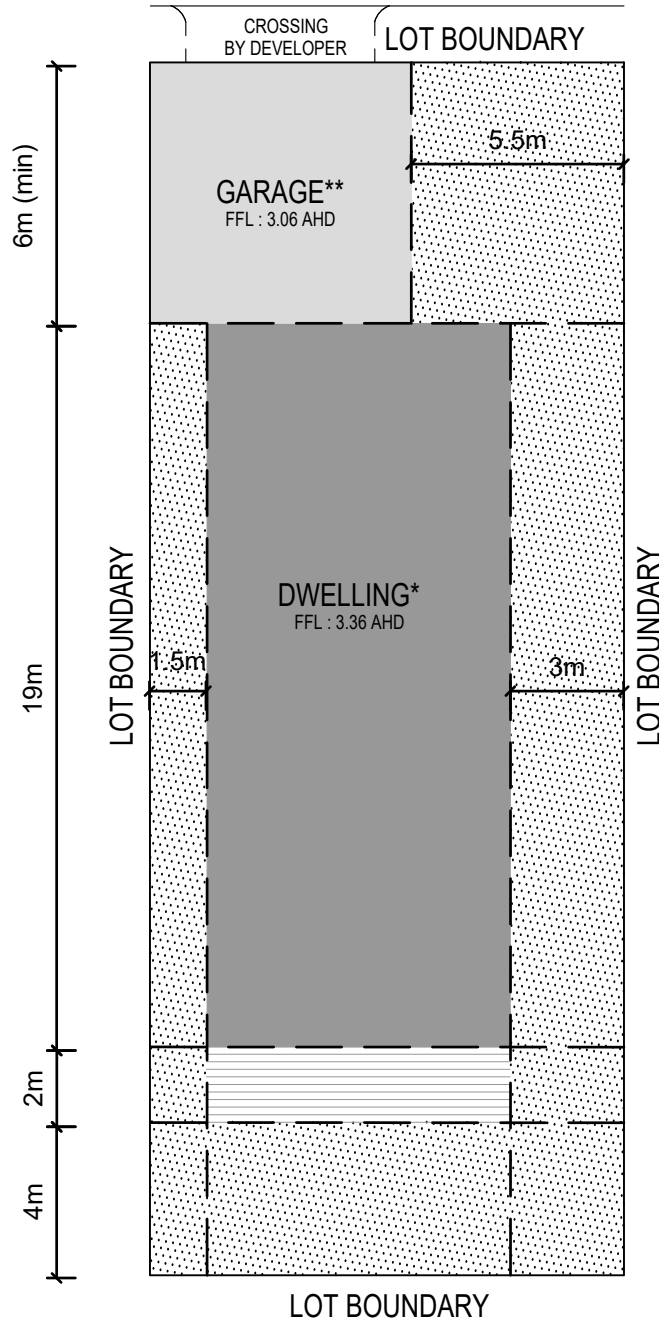 CROSSING
BY DEVELOPER
LOT BOUNDARY
5.5m
6m (min)
GARAGE**
FFL : 3.06 AHD
19m
LOT BOUNDARY
DWELLING*
FFL : 3.36 AHD
1.5m
3m
LOT BOUNDARY
2m
4m
LOT BOUNDARY